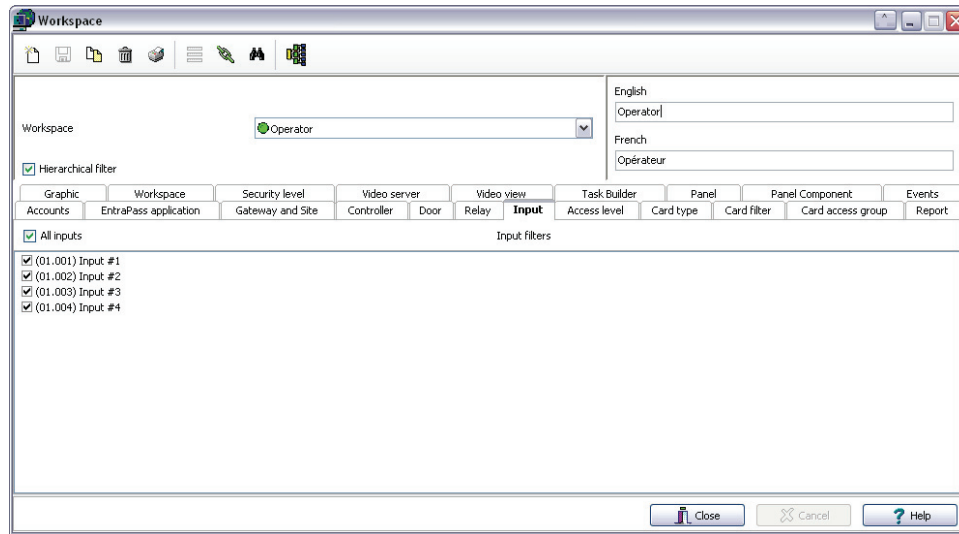 Workspace
English
Operator
Workspace
Operator
French
Opérateur
Hierarchical filter
Graphic Workspace Security level Video server Video view Task Builder Panel Panel Component Events
Accounts EntraPass application Gateway and Site Controller Door Relay Input Access level Card type Card filter Card access group Report
All inputs Input filters
(01.001) Input #1
(01.002) Input #2
(01.003) Input #3
(01.004) Input #4
Close Cancel Help